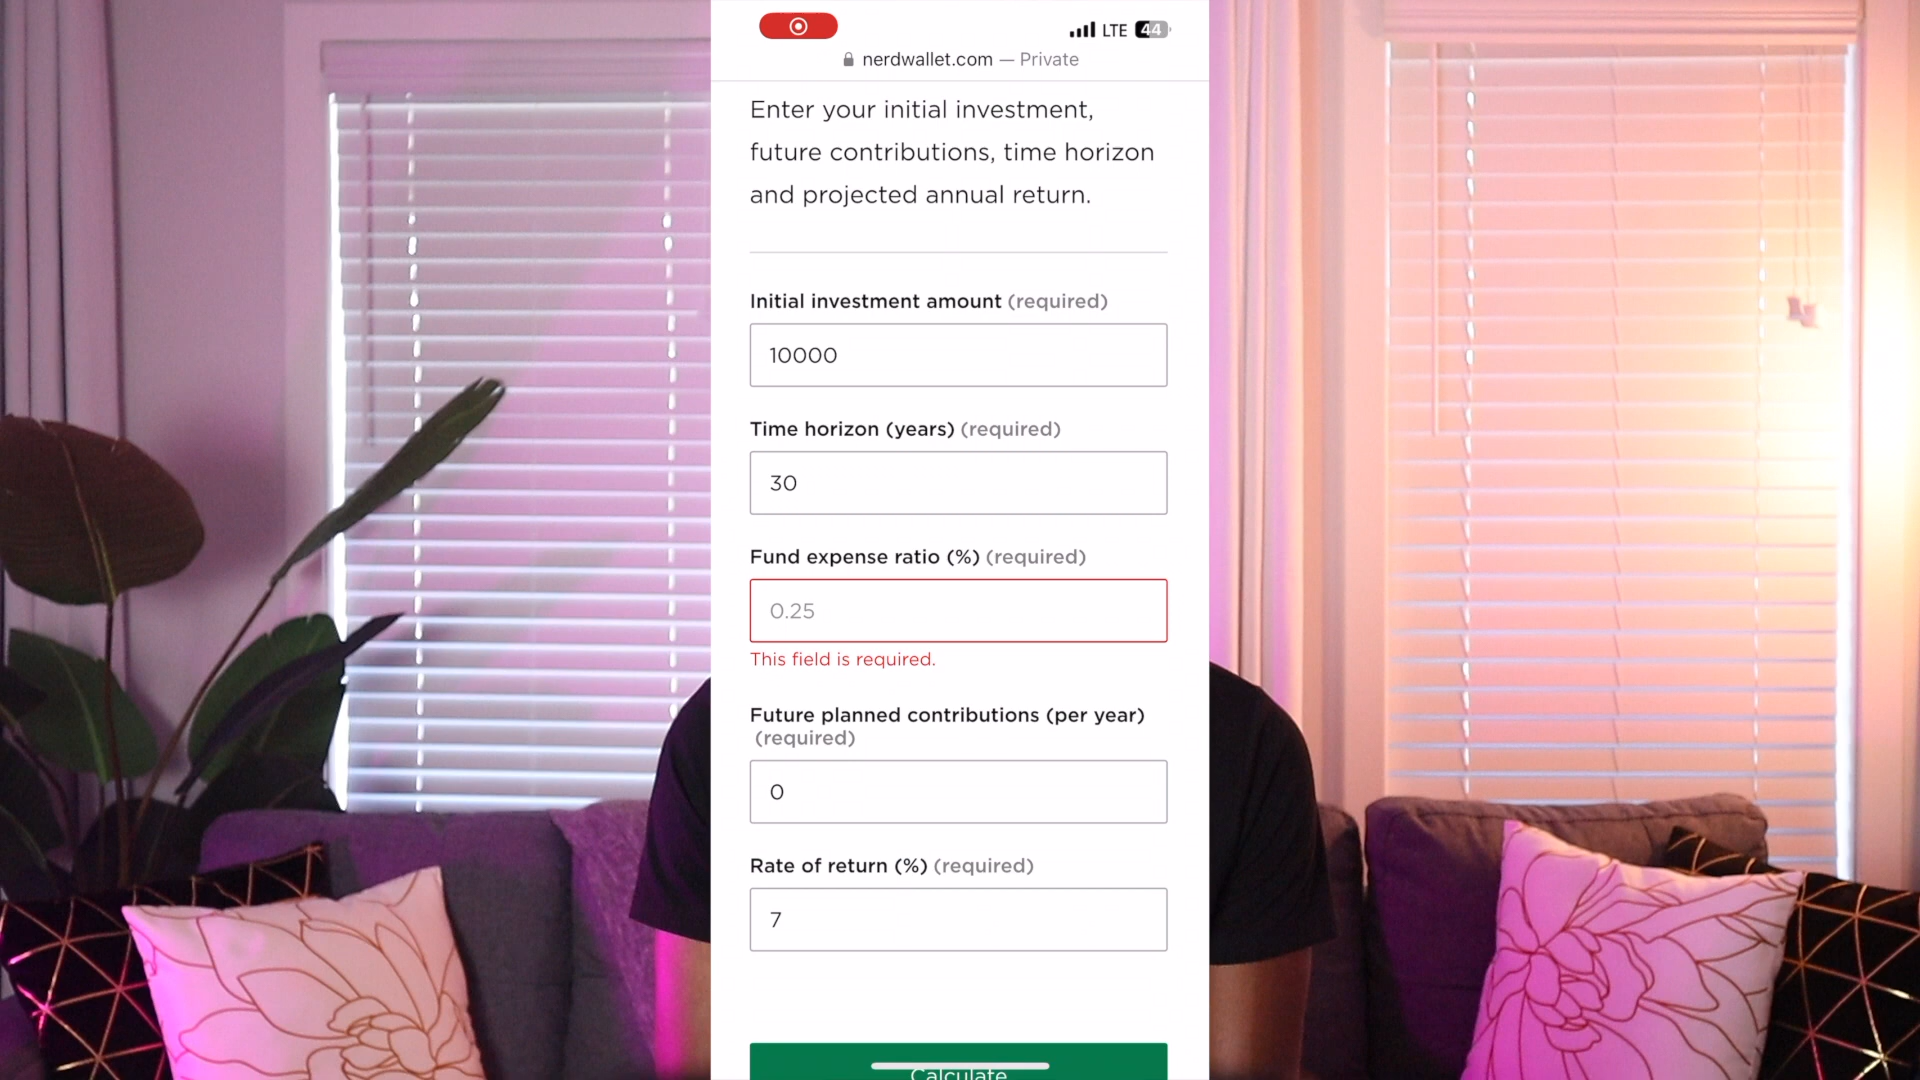 LTE 44
nerdwallet.com — Private
Enter your initial investment,
future contributions, time horizon
and projected annual return.
Initial investment amount (required)
10000
Time horizon (years) (required)
30
Fund expense ratio (%) (required)
0.25
This field is required.
Future planned contributions (per year)
(required)
0
Rate of return (%) (required)
7
Calculate